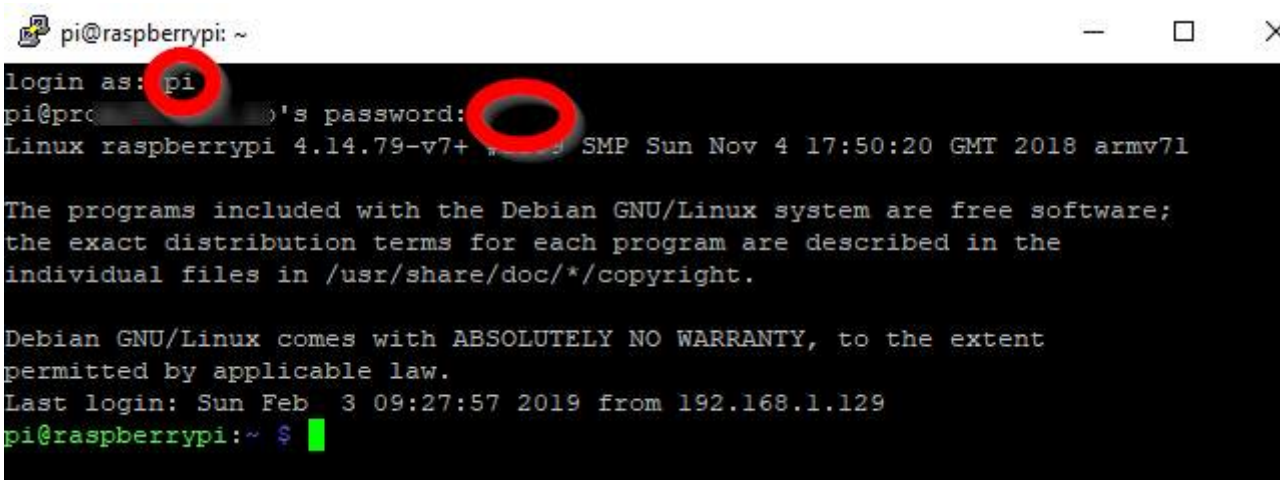 pi@raspberrypi: ~
login as: pi
pi@pro 's password:
Linux raspberrypi 4.14.79-v7+ SMP Sun Nov 4 17:50:20 GMT 2018 armv7l
The programs included with the Debian GNU/Linux system are free software;
the exact distribution terms for each program are described in the
individual files in /usr/share/doc/*/copyright.
Debian GNU/Linux comes with ABSOLUTELY NO WARRANTY, to the extent
permitted by applicable law.
Last login: Sun Feb  3 09:27:57 2019 from 192.168.1.129
pi@raspberrypi:~ $